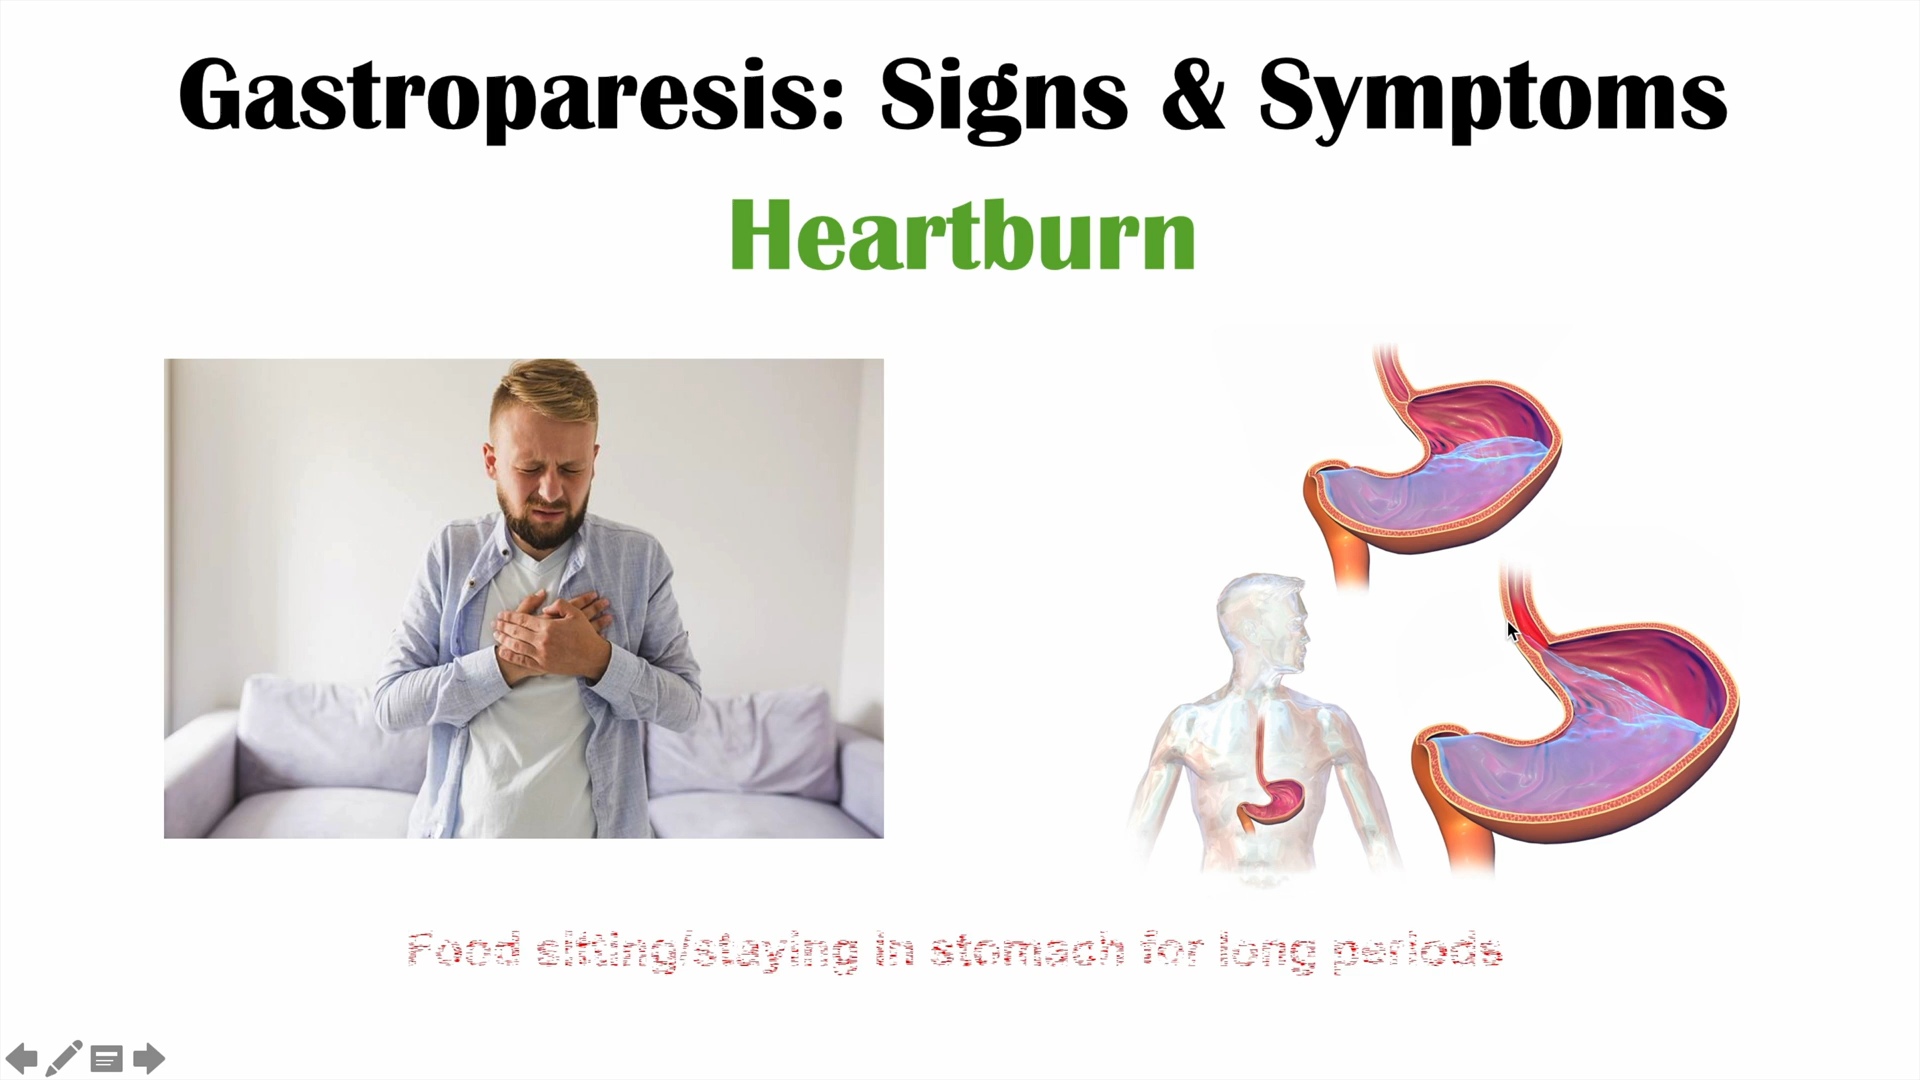 Gastroparesis: Signs & Symptoms
Heartburn
Food sitting/staying in stomach for long periods